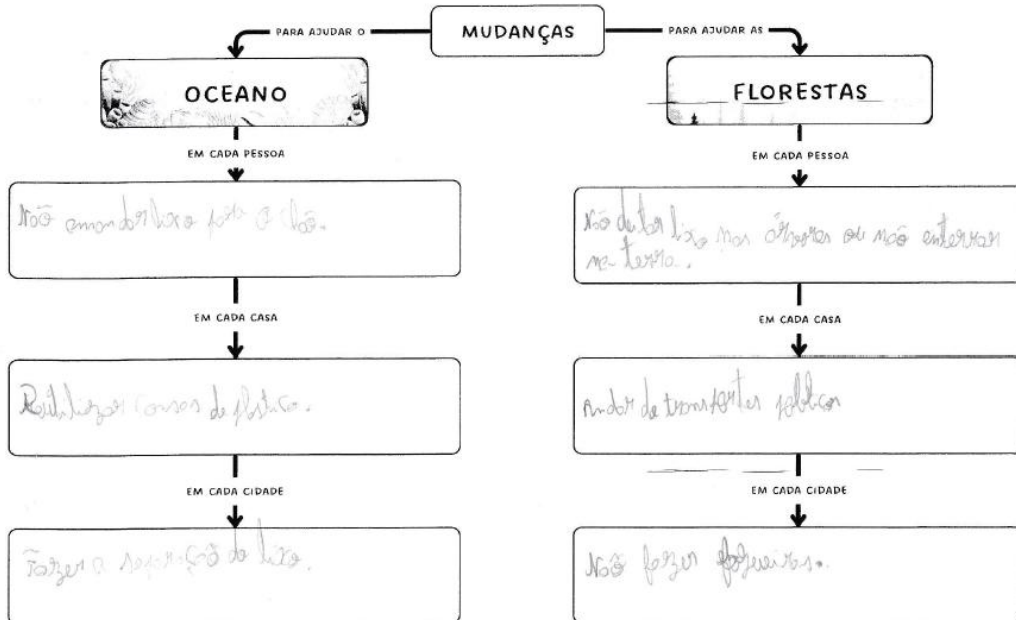 MUDANÇAS
PARA AJUDAR O
PARA AJUDAR AS
OCEANO
EM CADA PESSOA
Não amandar lixo para o chão.
EM CADA CASA
Reutiliezar coisas de plástico.
EM CADA CIDADE
Fazer a separação do lixo.
FLORESTAS
EM CADA PESSOA
Não deitar lixo nas árvores ou não enterrar
na terra.
EM CADA CASA
Andar de transportes públicos
EM CADA CIDADE
Não fazer fogueiras.